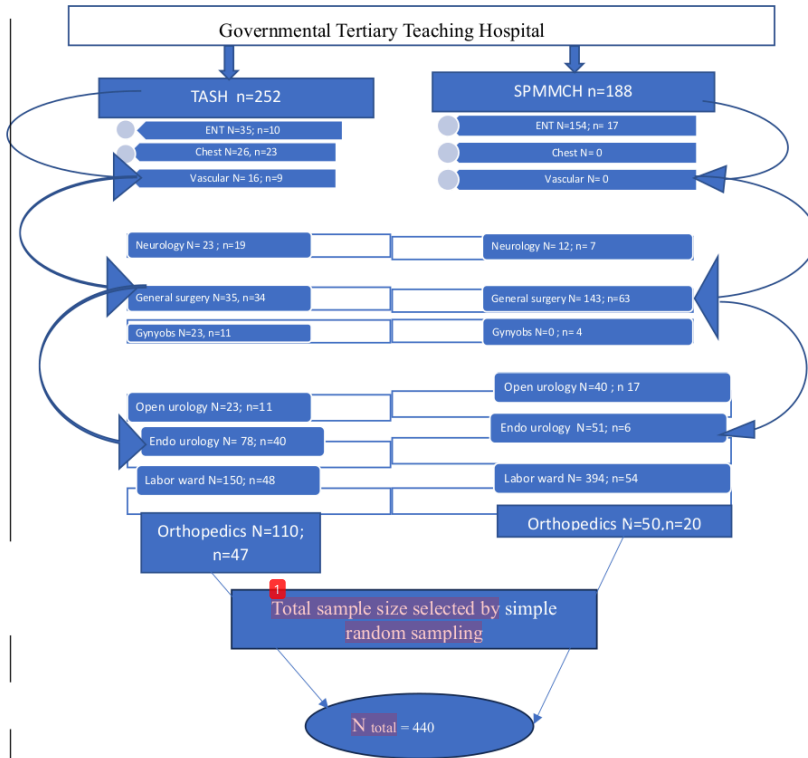 Governmental Tertiary Teaching Hospital
TASH n=252
ENT N=35; n=10
Chest N=26, n=23
Vascular N= 16; n=9
SPMMCH n=188
ENT N=154; n= 17
Chest N= 0
Vascular N= 0
Neurology N= 23 ; n=19
Neurology N= 12; n= 7
General surgery N=35, n=34
General surgery N= 143; n=63
Gynyobs N=23, n=11
Gynyobs N=0 ; n= 4
Open urology N=23; n=11
Open urology N=40 ; n 17
Endo urology N= 78; n=40
Endo urology N=51; n=6
Labor ward N=150; n=48
Labor ward N= 394; n=54
Orthopedics N=110;
n=47
Orthopedics N=50,n=20
1
Total sample size selected by simple
random sampling
N total = 440